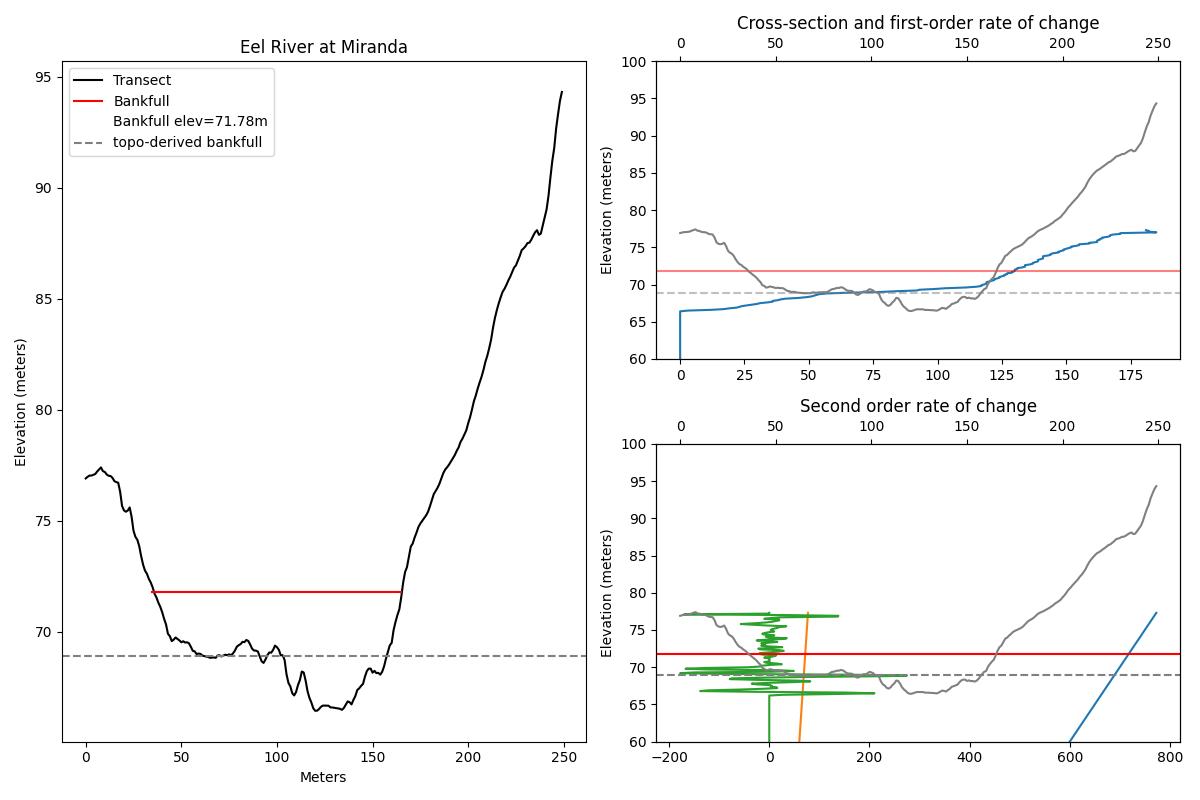 Eel River at Miranda
Transect
Bankfull
Bankfull elev=71.78m
topo-derived bankfull
95
90
85
80
75
70
Elevation (meters)
0 50 100 150 200 250
Meters
Cross-section and first-order rate of change
0 50 100 150 200 250
100
95
90
85
80
75
70
65
60
Elevation (meters)
0 25 50 75 100 125 150 175
Second order rate of change
0 50 100 150 200 250
100
95
90
85
80
75
70
65
60
Elevation (meters)
−200 0 200 400 600 800